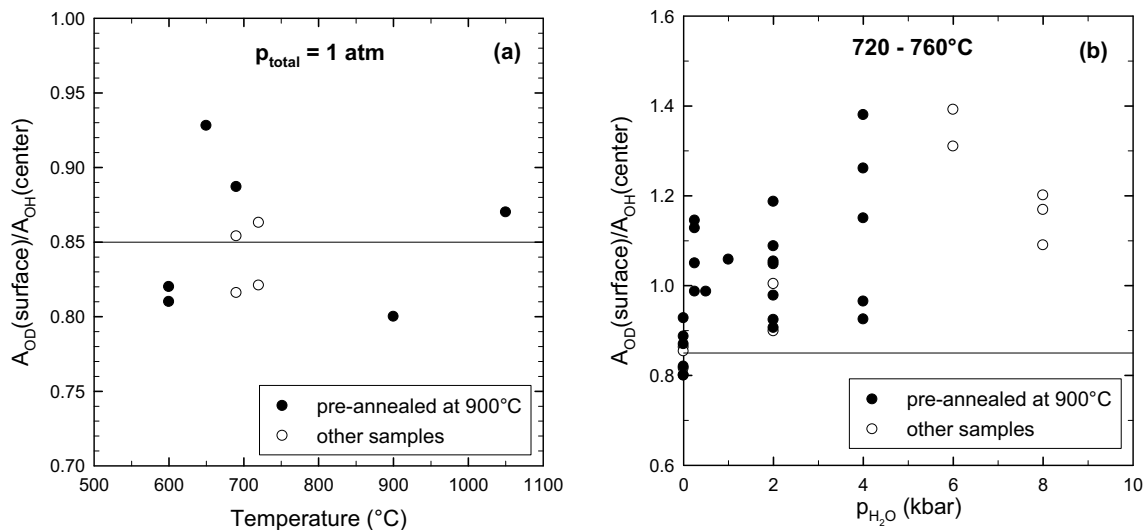 1.00
0.95
0.90
0.85
0.80
0.75
0.70
A_OD(surface)/A_OH(center)
p_total = 1 atm
(a)
pre-annealed at 900°C
other samples
500 600 700 800 900 1000 1100
Temperature (°C)
1.6
1.4
1.2
1.0
0.8
0.6
A_OD(surface)/A_OH(center)
720 - 760°C
(b)
pre-annealed at 900°C
other samples
0 2 4 6 8 10
p_H₂O (kbar)